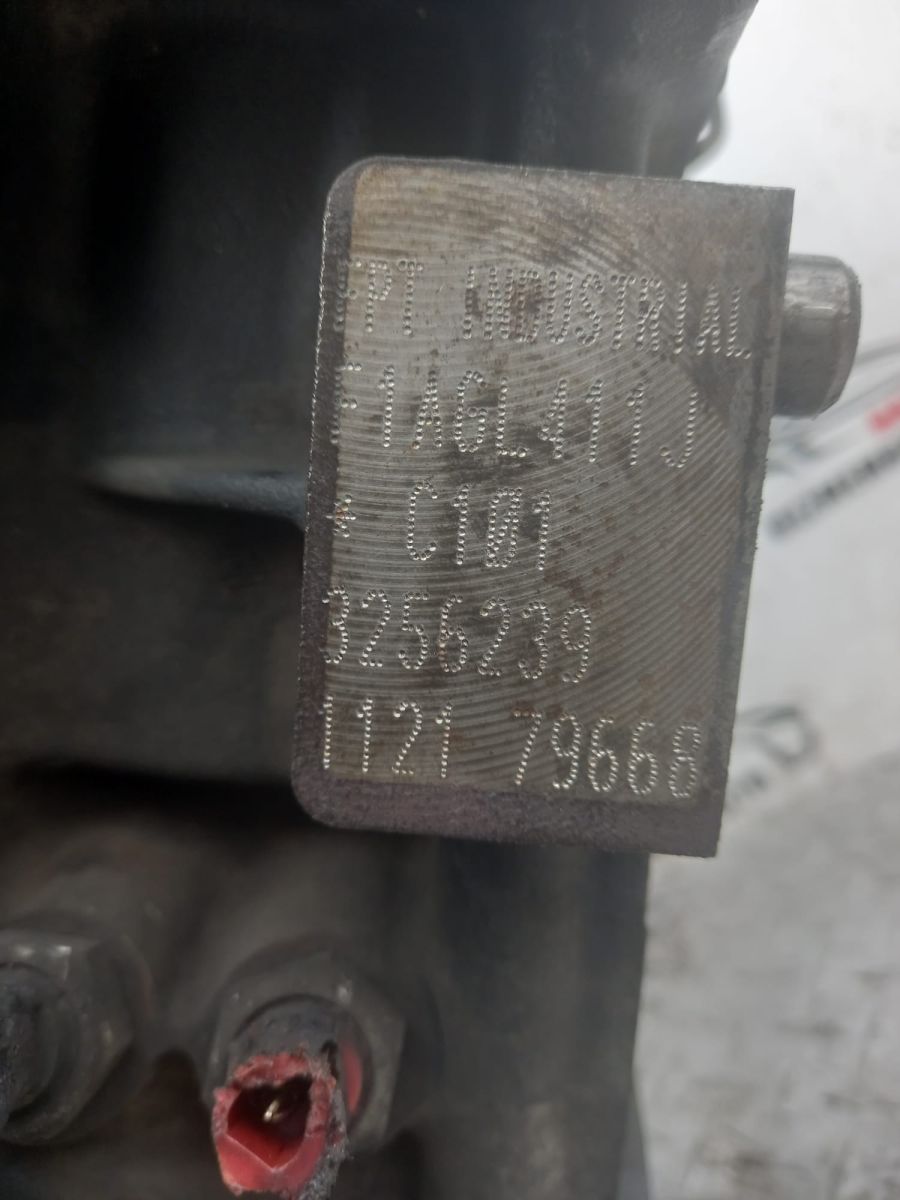 FPT INDUSTRIAL
F1AGL411J
* C101
3256239
1121 79668